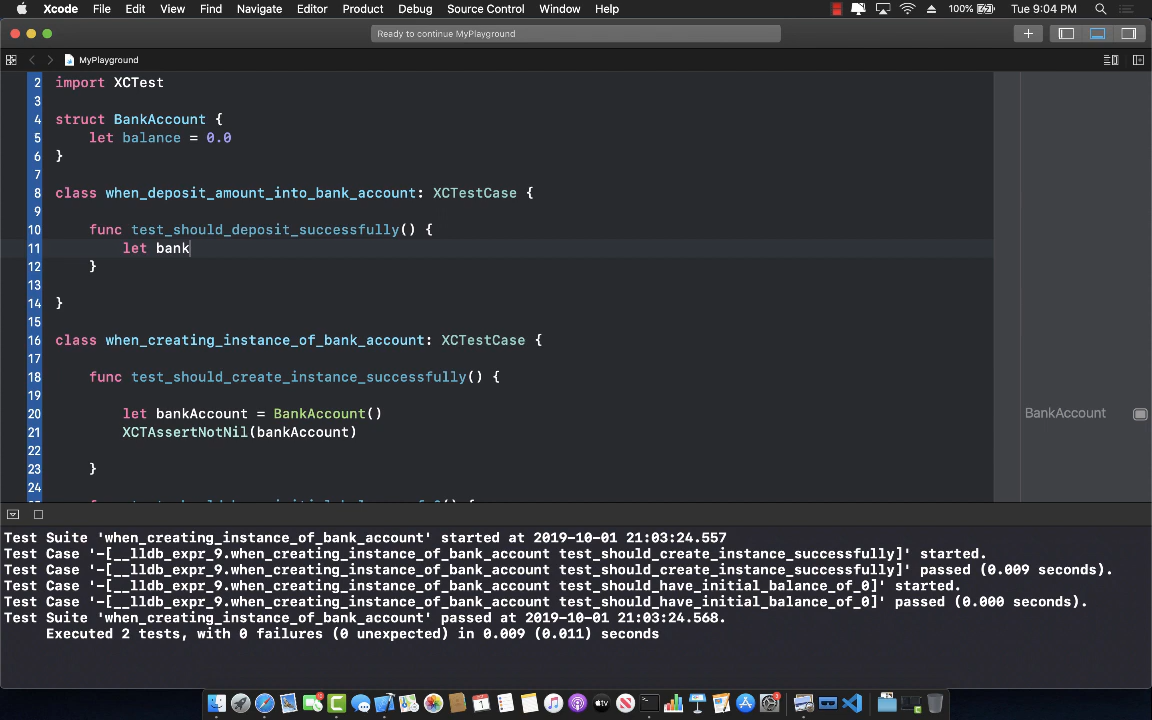 Xcode File Edit View Find Navigate Editor Product Debug Source Control Window Help 100% Tue 9:04 PM
Ready to continue MyPlayground
MyPlayground
2 import XCTest
3
4 struct BankAccount {
5 let balance = 0.0
6 }
7
8 class when_deposit_amount_into_bank_account: XCTestCase {
9
10 func test_should_deposit_successfully() {
11 let bank
12 }
13
14 }
15
16 class when_creating_instance_of_bank_account: XCTestCase {
17
18 func test_should_create_instance_successfully() {
19
20 let bankAccount = BankAccount() BankAccount
21 XCTAssertNotNil(bankAccount)
22
23 }
24
Test Suite 'when_creating_instance_of_bank_account' started at 2019-10-01 21:03:24.557
Test Case '-[__lldb_expr_9.when_creating_instance_of_bank_account test_should_create_instance_successfully]' started.
Test Case '-[__lldb_expr_9.when_creating_instance_of_bank_account test_should_create_instance_successfully]' passed (0.009 seconds).
Test Case '-[__lldb_expr_9.when_creating_instance_of_bank_account test_should_have_initial_balance_of_0]' started.
Test Case '-[__lldb_expr_9.when_creating_instance_of_bank_account test_should_have_initial_balance_of_0]' passed (0.000 seconds).
Test Suite 'when_creating_instance_of_bank_account' passed at 2019-10-01 21:03:24.568.
Executed 2 tests, with 0 failures (0 unexpected) in 0.009 (0.011) seconds